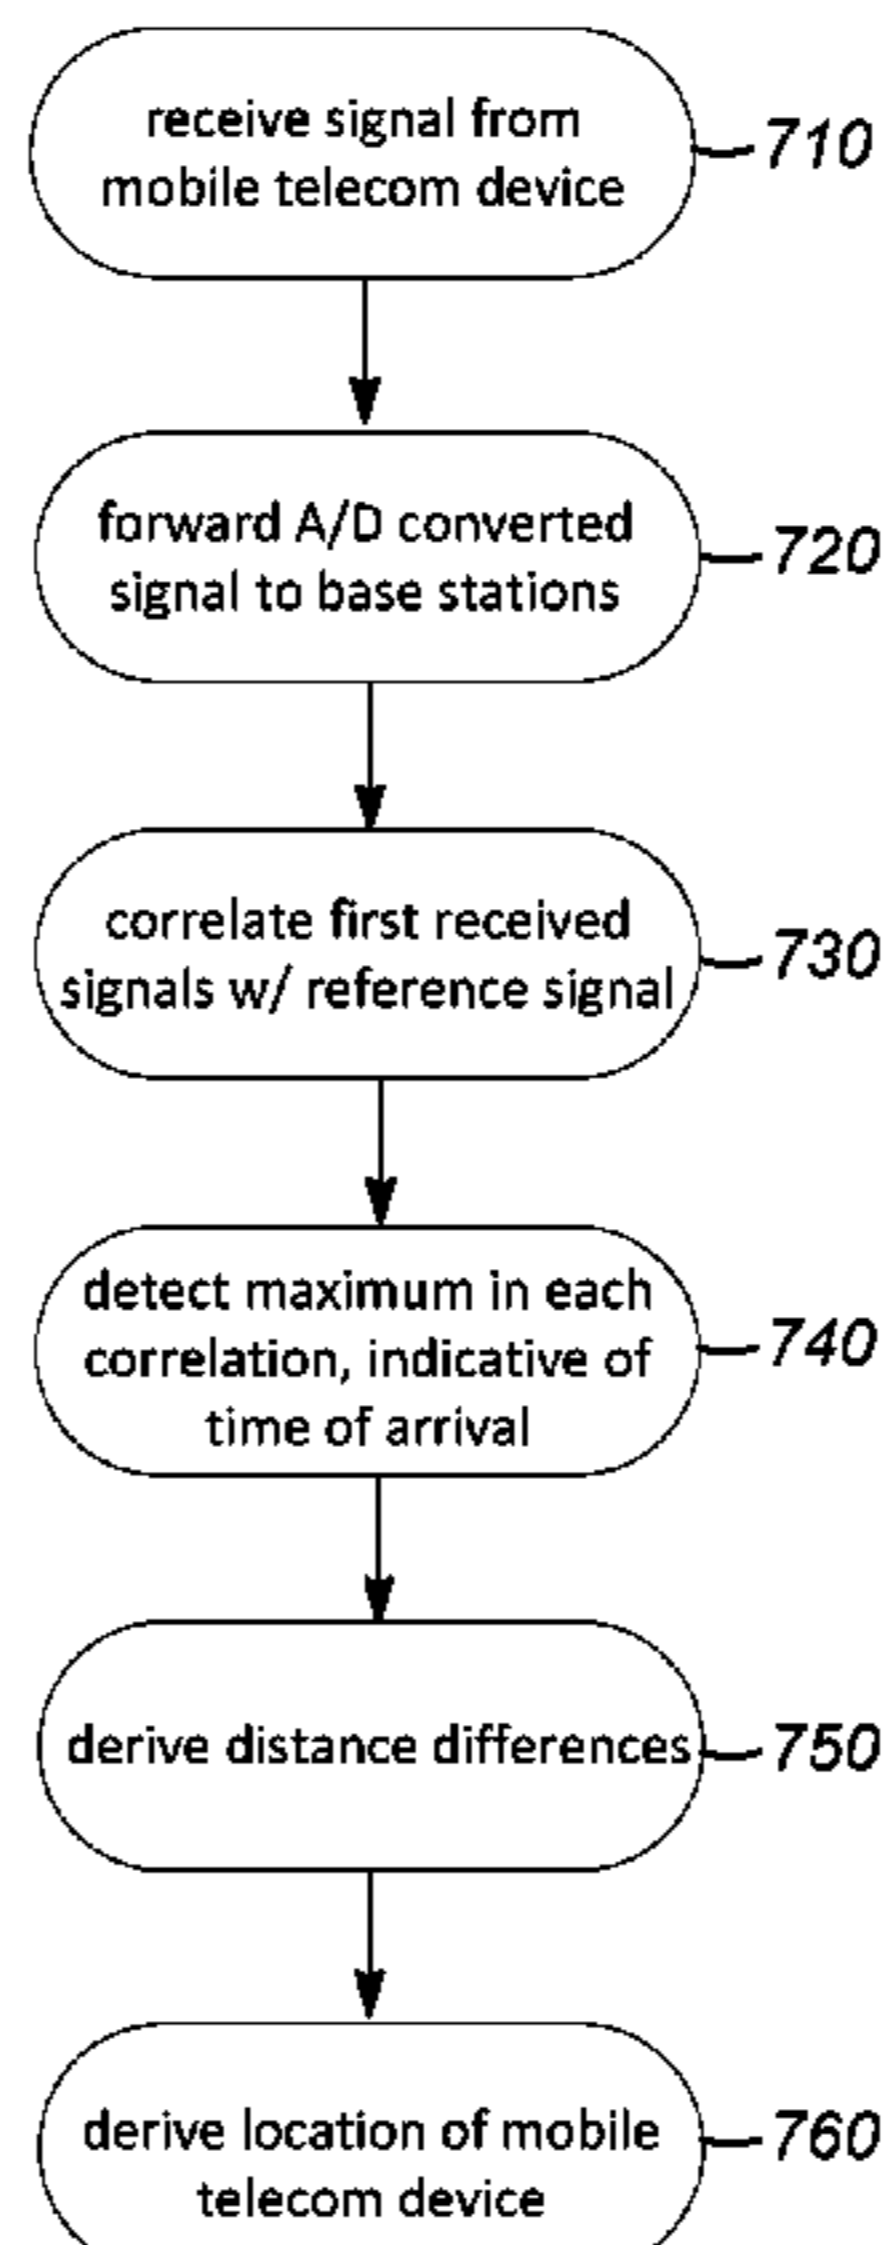 receive signal from
mobile telecom device
710
forward A/D converted
signal to base stations
720
correlate first received
signals w/ reference signal
730
detect maximum in each
correlation, indicative of
time of arrival
740
derive distance differences
750
derive location of mobile
telecom device
760